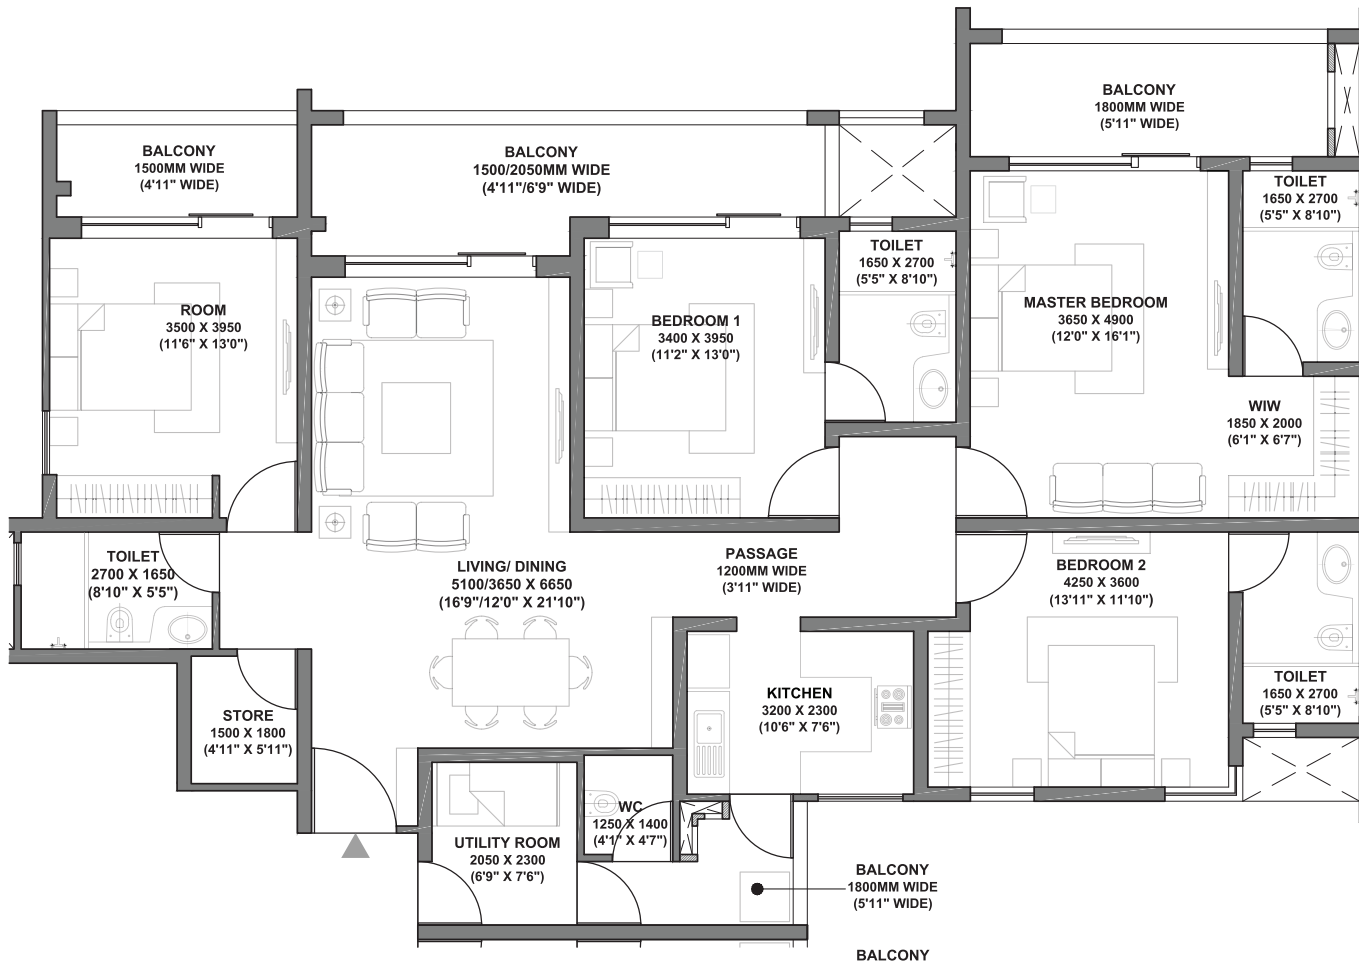 BALCONY
1800MM WIDE
(5'11" WIDE)
BALCONY
1500MM WIDE
(4'11" WIDE)
BALCONY
1500/2050MM WIDE
(4'11"/6'9" WIDE)
TOILET
1650 X 2700
(5'5" X 8'10")
TOILET
1650 X 2700
(5'5" X 8'10")
ROOM
3500 X 3950
(11'6" X 13'0")
BEDROOM 1
3400 X 3950
(11'2" X 13'0")
MASTER BEDROOM
3650 X 4900
(12'0" X 16'1")
WIW
1850 X 2000
(6'1" X 6'7")
TOILET
2700 X 1650
(8'10" X 5'5")
LIVING/ DINING
5100/3650 X 6650
(16'9"/12'0" X 21'10")
PASSAGE
1200MM WIDE
(3'11" WIDE)
BEDROOM 2
4250 X 3600
(13'11" X 11'10")
STORE
1500 X 1800
(4'11" X 5'11")
KITCHEN
3200 X 2300
(10'6" X 7'6")
TOILET
1650 X 2700
(5'5" X 8'10")
UTILITY ROOM
2050 X 2300
(6'9" X 7'6")
WC
1250 X 1400
(4'1" X 4'7")
BALCONY
1800MM WIDE
(5'11" WIDE)
BALCONY